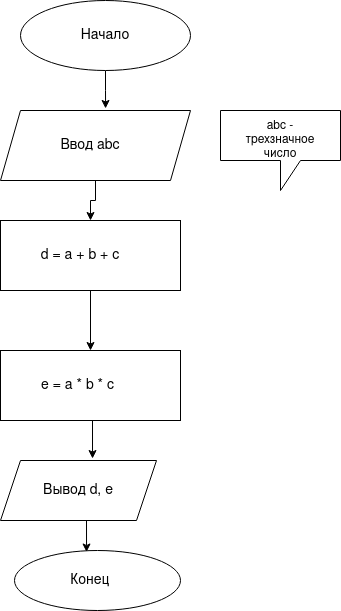 Начало
Ввод abc
abc -
трехзначное
число
d = a + b + c
e = a * b * c
Вывод d, e
Конец